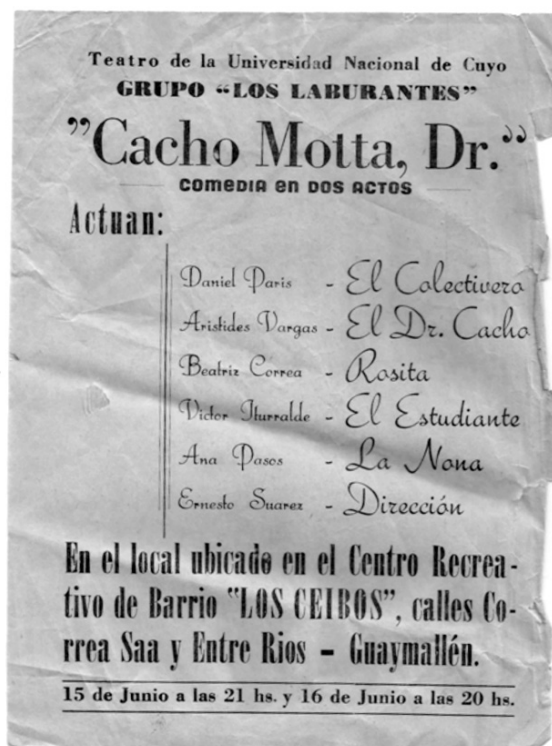 Teatro de la Universidad Nacional de Cuyo
GRUPO “LOS LABURANTES”
”Cacho Motta, Dr.“
COMEDIA en DOS ACTOS
Actuan:
Daniel Paris - El Colectivero
Aristides Vargas - El Dr. Cacho
Beatriz Correa - Rosita
Victor Iturralde - El Estudiante
Ana Pasos - La Nona
Ernesto Suarez - Dirección
En el local ubicado en el Centro Recrea-
tivo de Barrio "LOS CEIBOS", calles Co-
rrea Saa y Entre Rios - Guaymallén.
15 de Junio a las 21 hs. y 16 de Junio a las 20 hs.